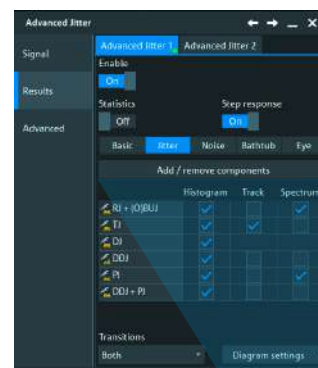 Advanced Jitter
Signal
Results
Advanced
Advanced Jitter 1 Advanced Jitter 2
Enable
On
Statistics Step response
Off On
Basic Jitter Noise Bathtub Eye
Add / remove components
Histogram Track Spectrum
RJ + (O)BUJ
TJ
DJ
DDJ
PJ
DDJ + PJ
Transitions
Both Diagram settings